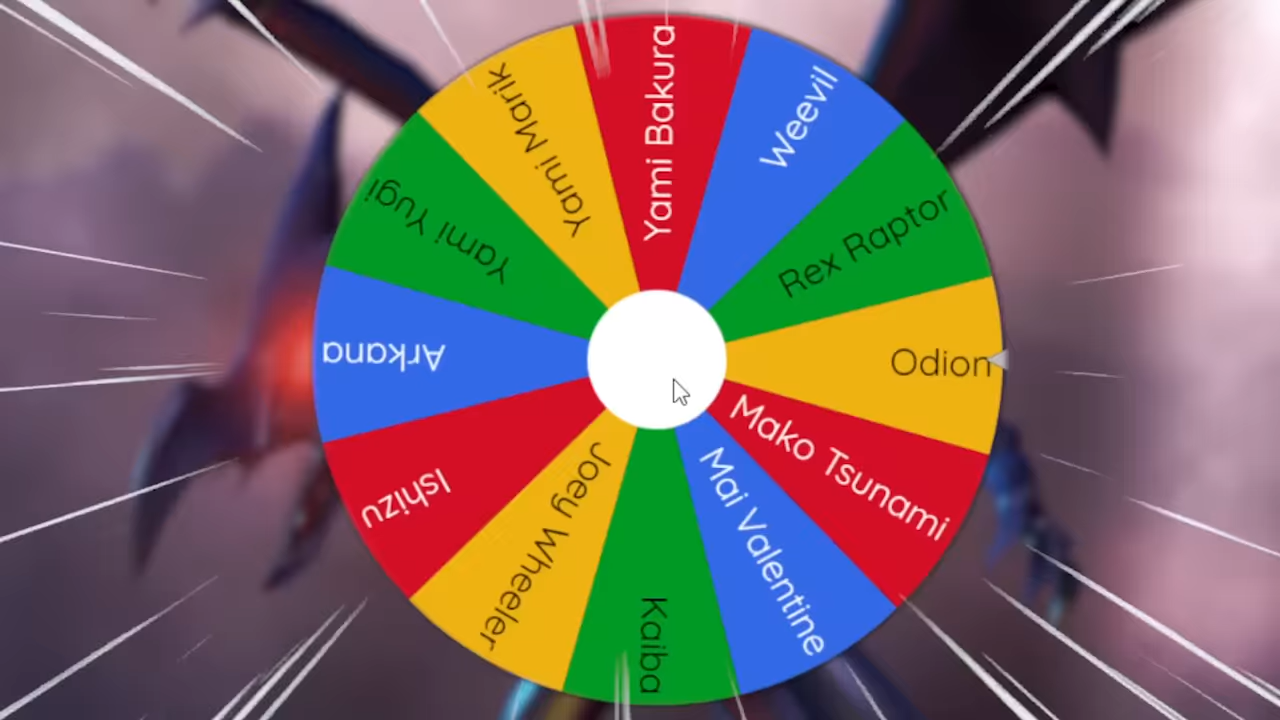 Yami Bakura
Weevil
Rex Raptor
Odion
Mako Tsunami
Mai Valentine
Kaiba
Joey Wheeler
Ishizu
Arkana
Yami Yugi
Yami Marik